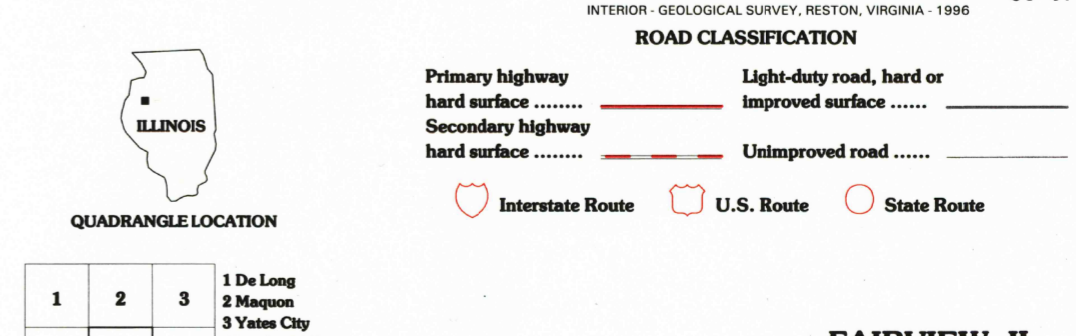 INTERIOR - GEOLOGICAL SURVEY, RESTON, VIRGINIA - 1996
ROAD CLASSIFICATION
Primary highway
hard surface ........
Light-duty road, hard or
improved surface ......
Secondary highway
hard surface ........
Unimproved road ......
Interstate Route
U.S. Route
State Route
ILLINOIS
QUADRANGLE LOCATION
1 2 3
1 De Long
2 Maquon
3 Yates City
FAIRVIEW, IL